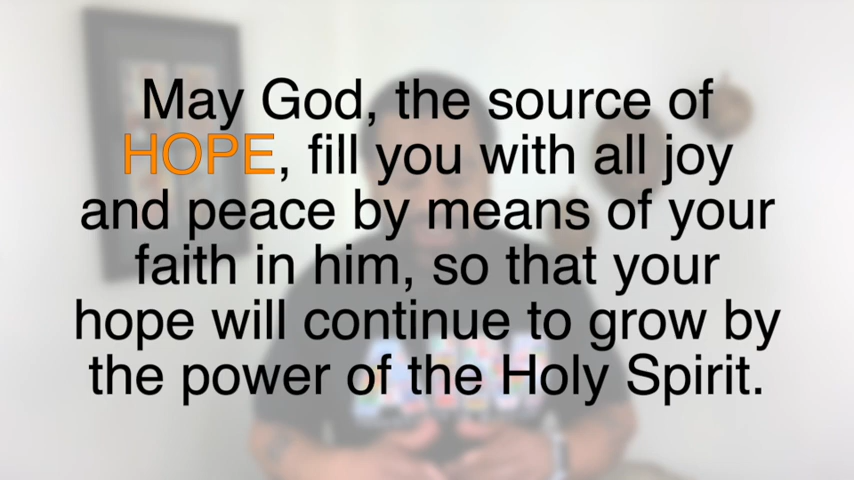 May God, the source of
HOPE, fill you with all joy
and peace by means of your
faith in him, so that your
hope will continue to grow by
the power of the Holy Spirit.